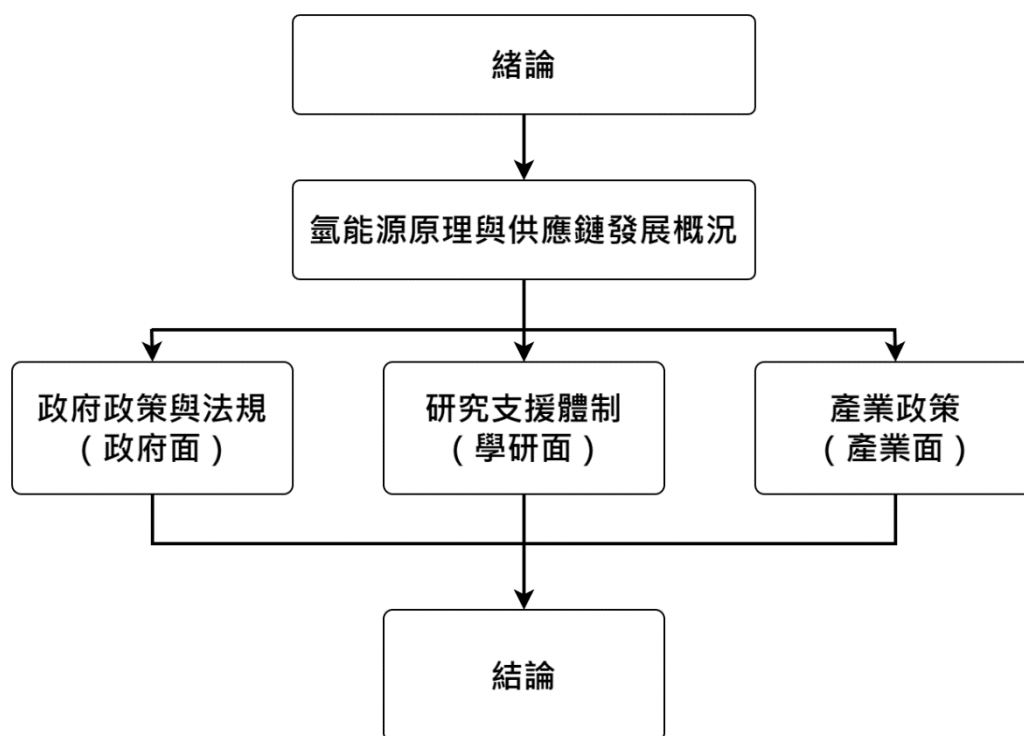 緒論
氫能源原理與供應鏈發展概況
政府政策與法規
（政府面）
研究支援體制
（學研面）
產業政策
（產業面）
結論